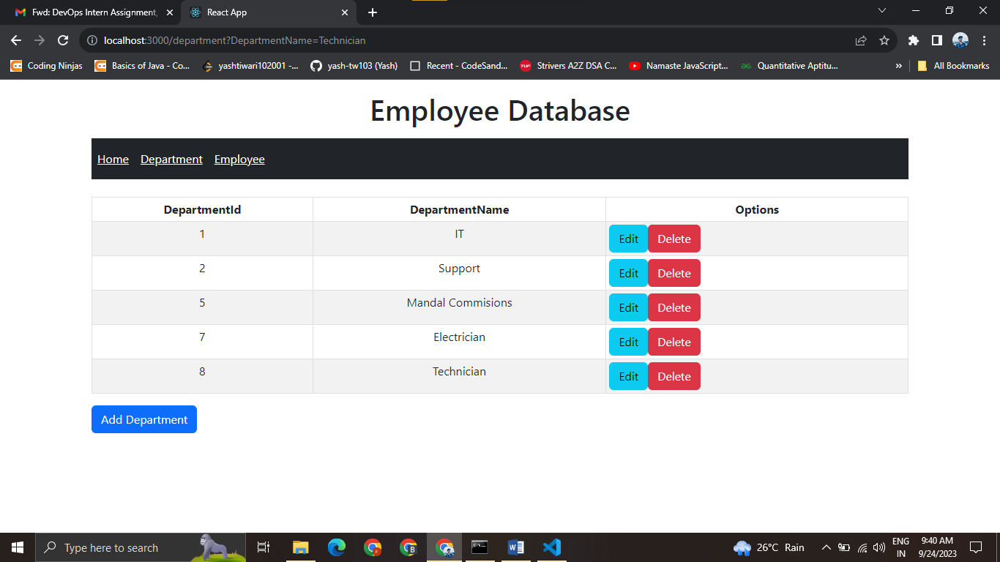 Fwd: DevOps Intern Assignment,
React App
localhost:3000/department?DepartmentName=Technician
Coding Ninjas
Basics of Java - Co...
yashtiwari102001 -...
yash-tw103 (Yash)
Recent - CodeSand...
TUF
Strivers A2Z DSA C...
Namaste JavaScript...
Quantitative Aptitu...
»
All Bookmarks
Employee Database
Home Department Employee
DepartmentId DepartmentName Options
1 IT Edit Delete
2 Support Edit Delete
5 Mandal Commisions Edit Delete
7 Electrician Edit Delete
8 Technician Edit Delete
Add Department
Type here to search
26°C Rain
ENG
IN
9:40 AM
9/24/2023